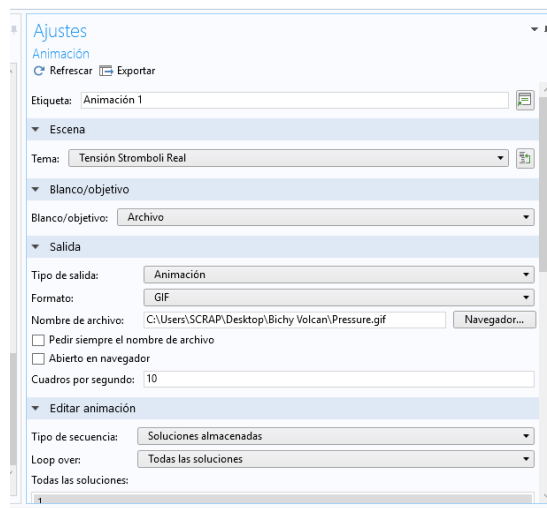 Ajustes
Animación
Refrescar Exportar
Etiqueta: Animación 1
Escena
Tema: Tensión Stromboli Real
Blanco/objetivo
Blanco/objetivo: Archivo
Salida
Tipo de salida: Animación
Formato: GIF
Nombre de archivo: C:\Users\SCRAP\Desktop\Bichy Volcan\Pressure.gif Navegador...
Pedir siempre el nombre de archivo
Abierto en navegador
Cuadros por segundo: 10
Editar animación
Tipo de secuencia: Soluciones almacenadas
Loop over: Todas las soluciones
Todas las soluciones:
1